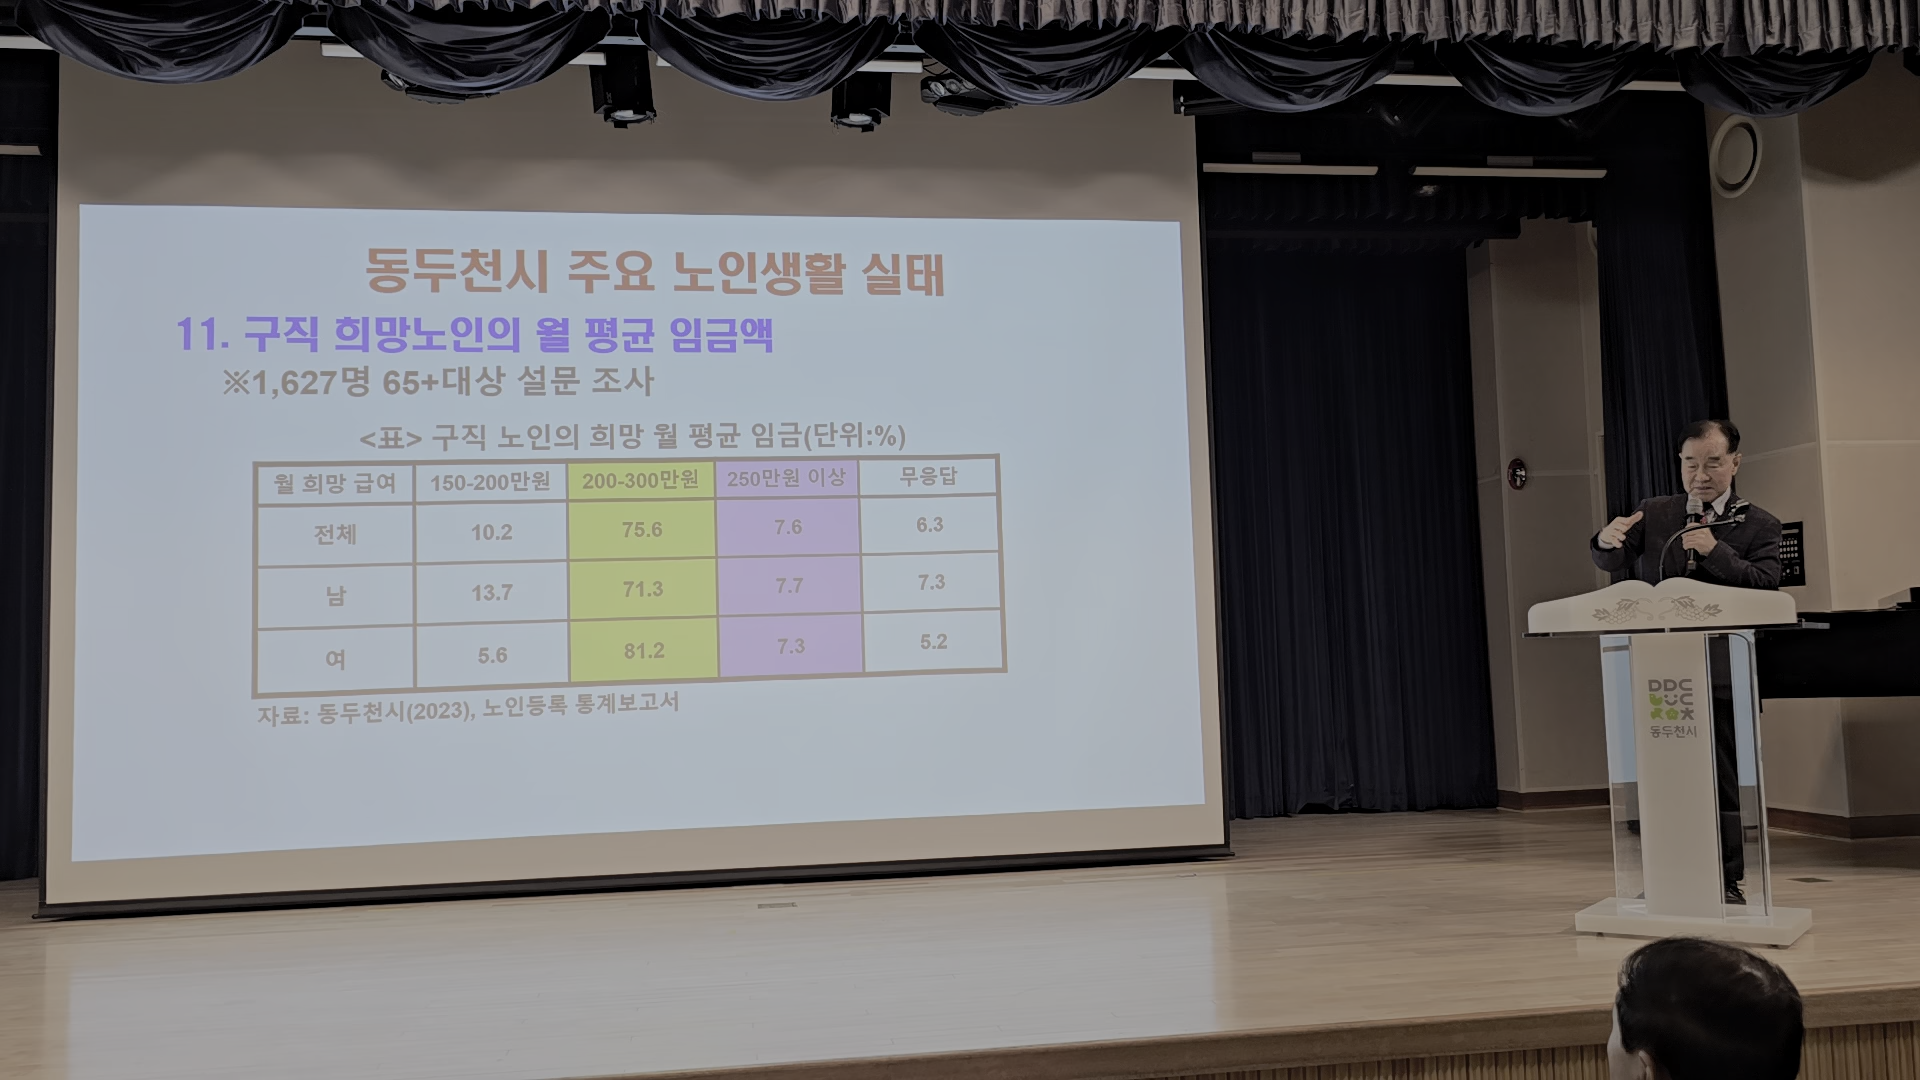 동두천시 주요 노인생활 실태
11. 구직 희망노인의 월 평균 임금액
※1,627명 65+대상 설문 조사
<표> 구직 노인의 희망 월 평균 임금(단위:%)
월 희망 급여 150-200만원 200-300만원 250만원 이상 무응답
전체 10.2 75.6 7.6 6.3
남 13.7 71.3 7.7 7.3
여 5.6 81.2 7.3 5.2
자료: 동두천시(2023), 노인등록 통계보고서
DDC
동두천시